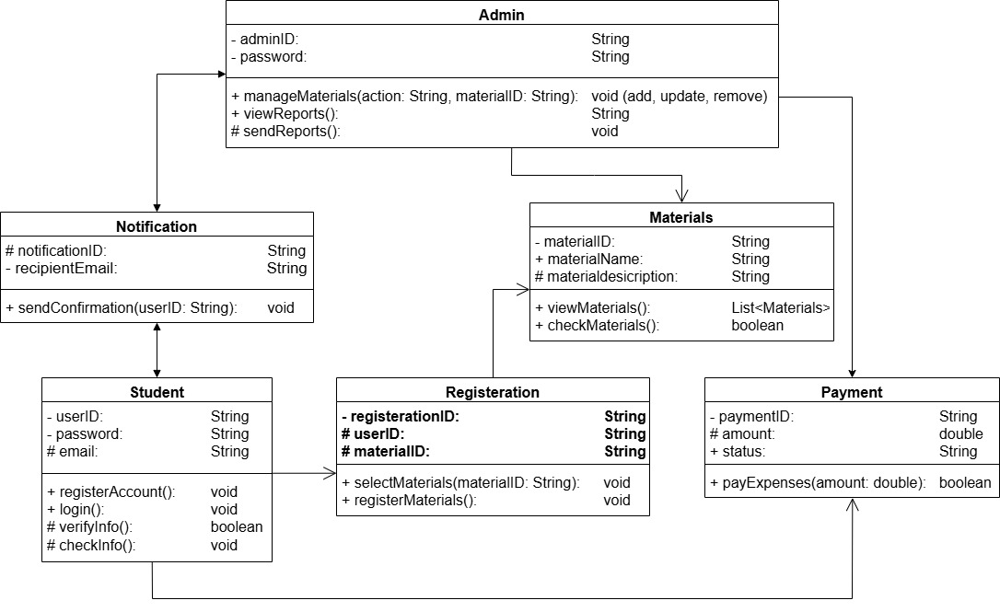 Admin
- adminID: String
- password: String
+ manageMaterials(action: String, materialID: String): void (add, update, remove)
+ viewReports(): String
# sendReports(): void
Notification
# notificationID: String
- recipientEmail: String
+ sendConfirmation(userID: String): void
Materials
- materialID: String
+ materialName: String
# materialdesicription: String
+ viewMaterials(): List<Materials>
+ checkMaterials(): boolean
Student
- userID: String
- password: String
# email: String
+ registerAccount(): void
+ login(): void
# verifyInfo(): boolean
# checkInfo(): void
Registeration
- registerationID: String
# userID: String
# materialID: String
+ selectMaterials(materialID: String): void
+ registerMaterials(): void
Payment
- paymentID: String
# amount: double
+ status: String
+ payExpenses(amount: double): boolean